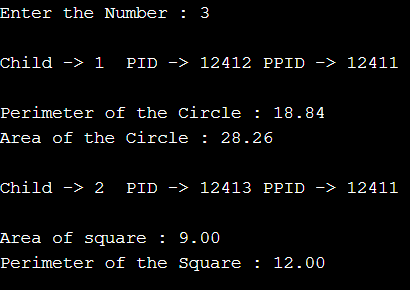 Enter the Number : 3
Child -> 1  PID -> 12412 PPID -> 12411
Perimeter of the Circle : 18.84
Area of the Circle : 28.26
Child -> 2  PID -> 12413 PPID -> 12411
Area of square : 9.00
Perimeter of the Square : 12.00